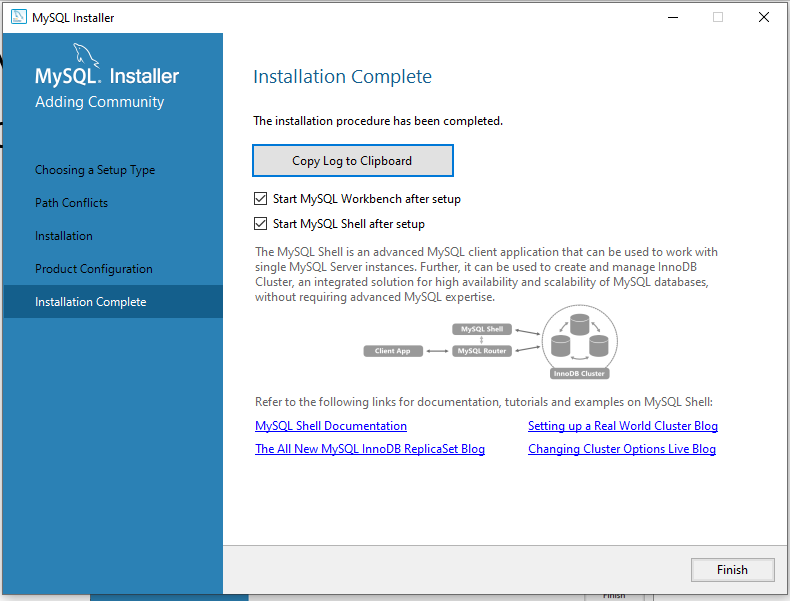 MySQL Installer
MySQL. Installer
Adding Community
Choosing a Setup Type
Path Conflicts
Installation
Product Configuration
Installation Complete
Installation Complete
The installation procedure has been completed.
Copy Log to Clipboard
Start MySQL Workbench after setup
Start MySQL Shell after setup
The MySQL Shell is an advanced MySQL client application that can be used to work with
single MySQL Server instances. Further, it can be used to create and manage InnoDB
Cluster, an integrated solution for high availability and scalability of MySQL databases,
without requiring advanced MySQL expertise.
MySQL Shell
Client App
MySQL Router
InnoDB Cluster
Refer to the following links for documentation, tutorials and examples on MySQL Shell:
MySQL Shell Documentation
Setting up a Real World Cluster Blog
The All New MySQL InnoDB ReplicaSet Blog
Changing Cluster Options Live Blog
Finish
Finish